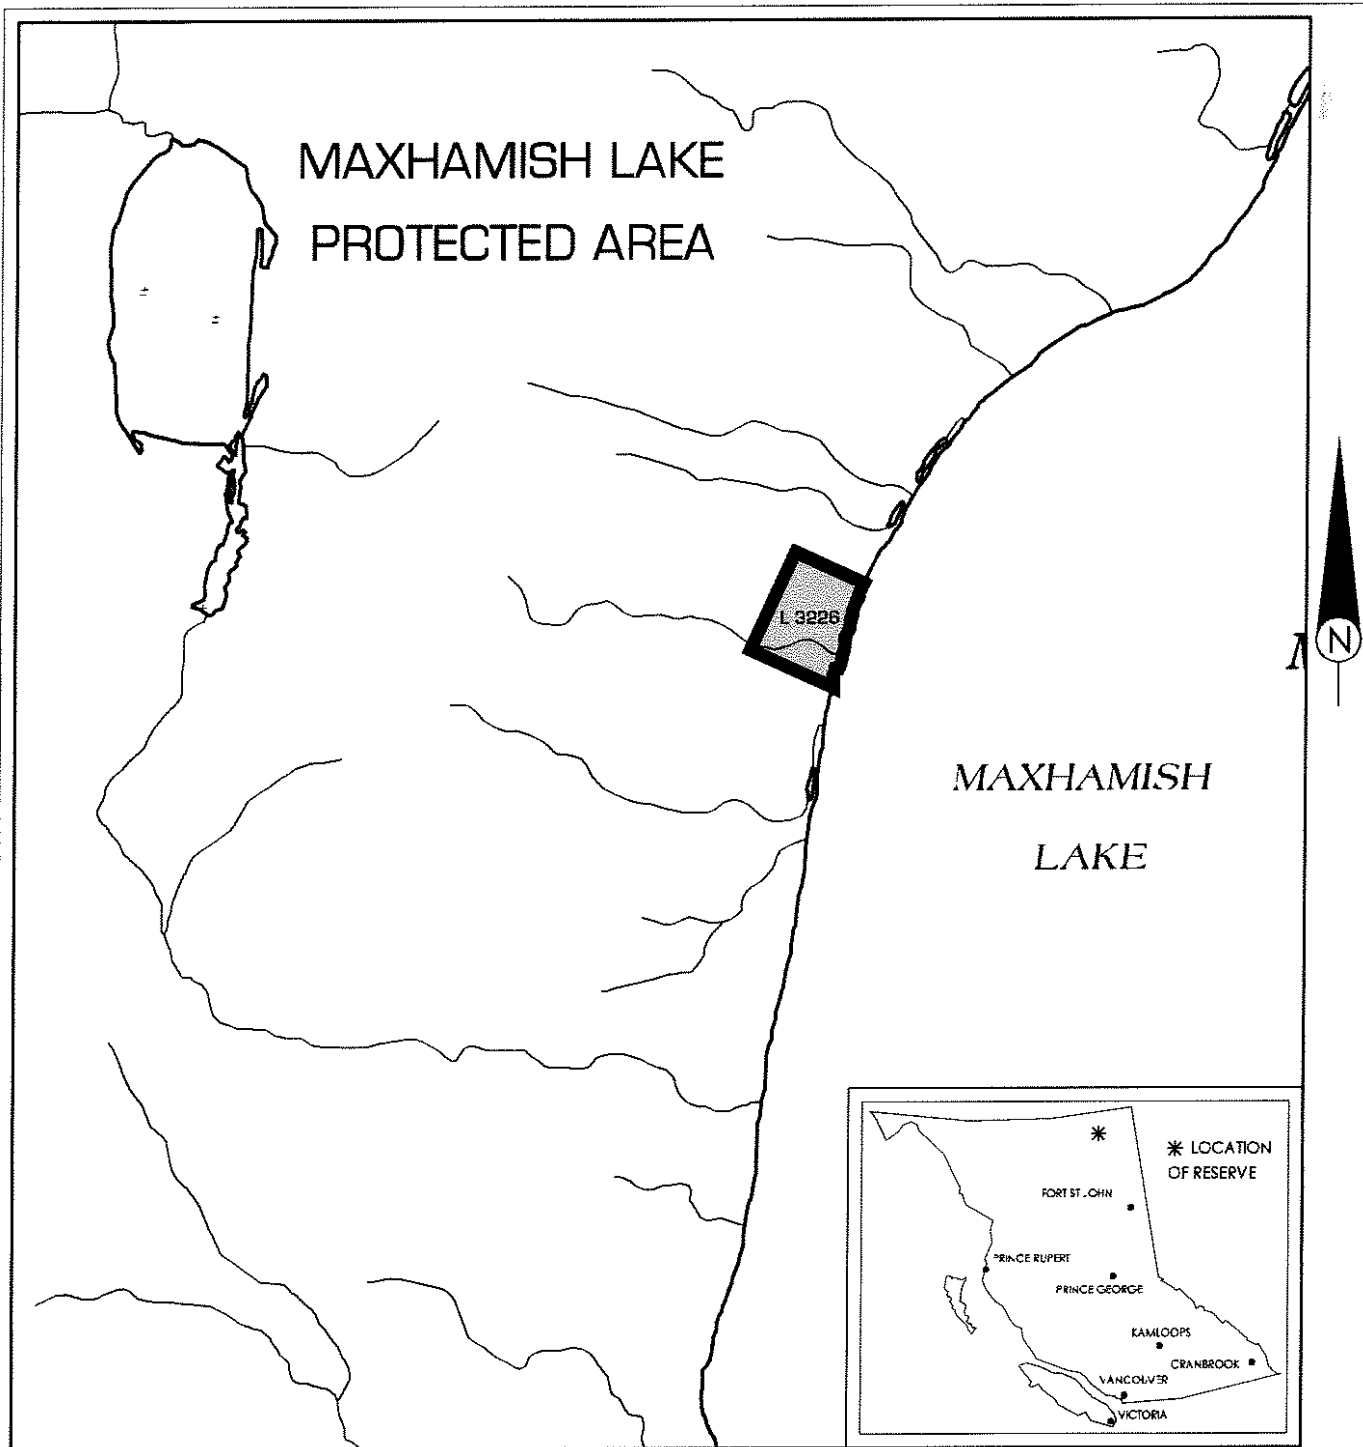 MAXHAMISH LAKE
PROTECTED AREA
L 3226
N
MAXHAMISH
LAKE
LOCATION
OF RESERVE
FORT ST JOHN
PRINCE RUPERT
PRINCE GEORGE
KAMLOOPS
CRANBROOK
VANCOUVER
VICTORIA